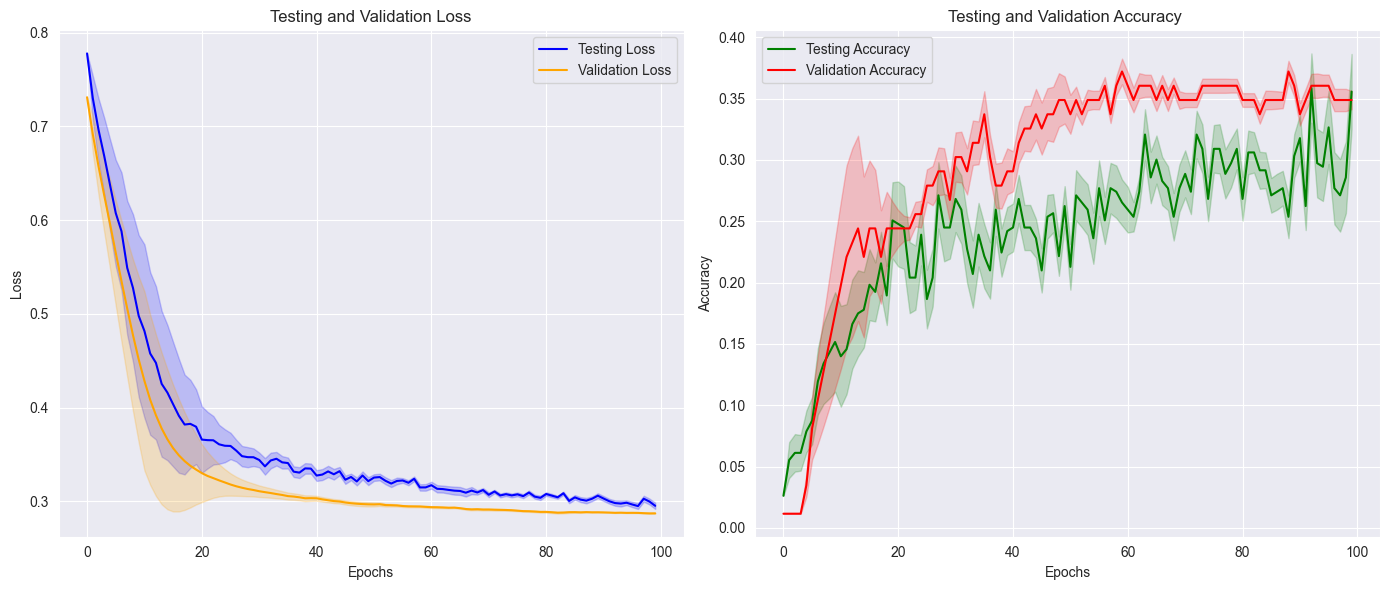 Testing and Validation Loss
Testing Loss
Validation Loss
0.8
0.7
0.6
0.5
0.4
0.3
Loss
0 20 40 60 80 100
Epochs
Testing and Validation Accuracy
Testing Accuracy
Validation Accuracy
0.40
0.35
0.30
0.25
0.20
0.15
0.10
0.05
0.00
Accuracy
0 20 40 60 80 100
Epochs